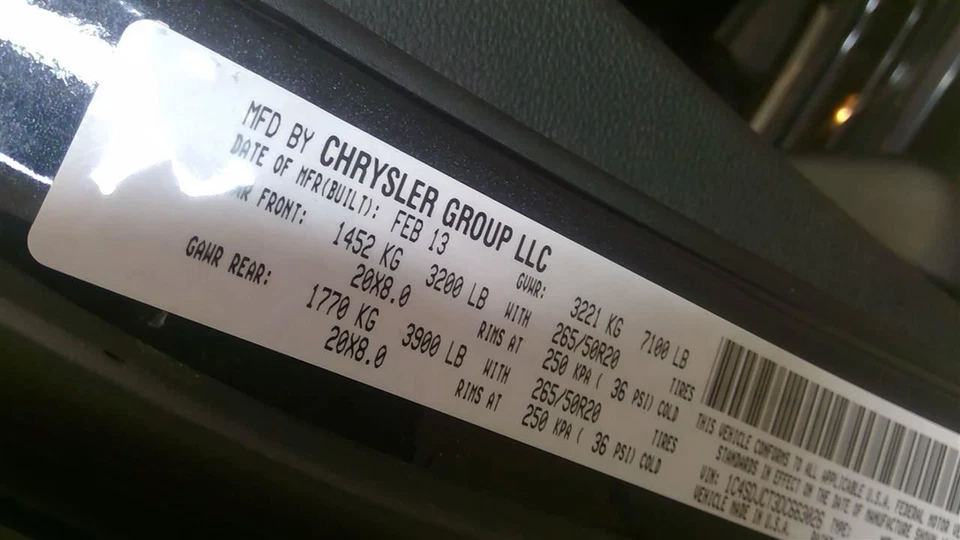 MFD BY CHRYSLER GROUP LLC
DATE OF MFR(BUILT): FEB 13 GVWR: 3221 KG 7100 LB
FRONT: 1452 KG 3200 LB WITH 265/50R20 TIRES
20X8.0 RIMS AT 250 KPA ( 36 PSI) COLD
GAWR REAR: 1770 KG 3900 LB WITH 265/50R20 TIRES
20X8.0 RIMS AT 250 KPA ( 36 PSI) COLD
THIS VEHICLE CONFORMS TO ALL APPLICABLE U.S.A. FEDERAL MOTOR
STANDARDS IN EFFECT ON THE DATE OF MANUFACTURE SHOWN
VIN: TYPE:
VEHICLE MADE IN U.S.A.